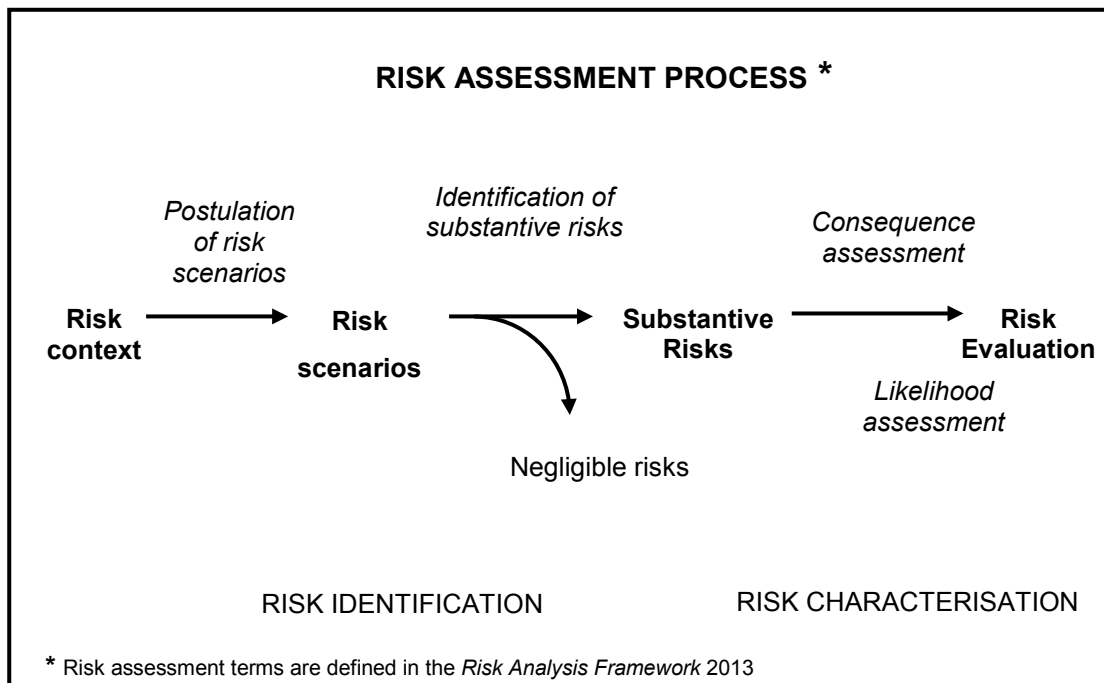 RISK ASSESSMENT PROCESS *
Postulation
of risk
scenarios
Identification of
substantive risks
Consequence
assessment
Risk
context
Risk
scenarios
Substantive
Risks
Risk
Evaluation
Likelihood
assessment
Negligible risks
RISK IDENTIFICATION
RISK CHARACTERISATION
* Risk assessment terms are defined in the Risk Analysis Framework 2013